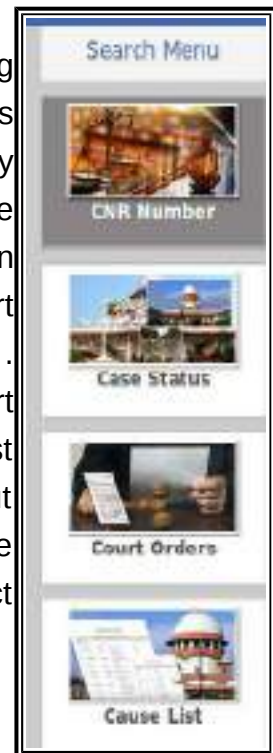 Search Menu
CNR Number
Case Status
Court Orders
Cause List